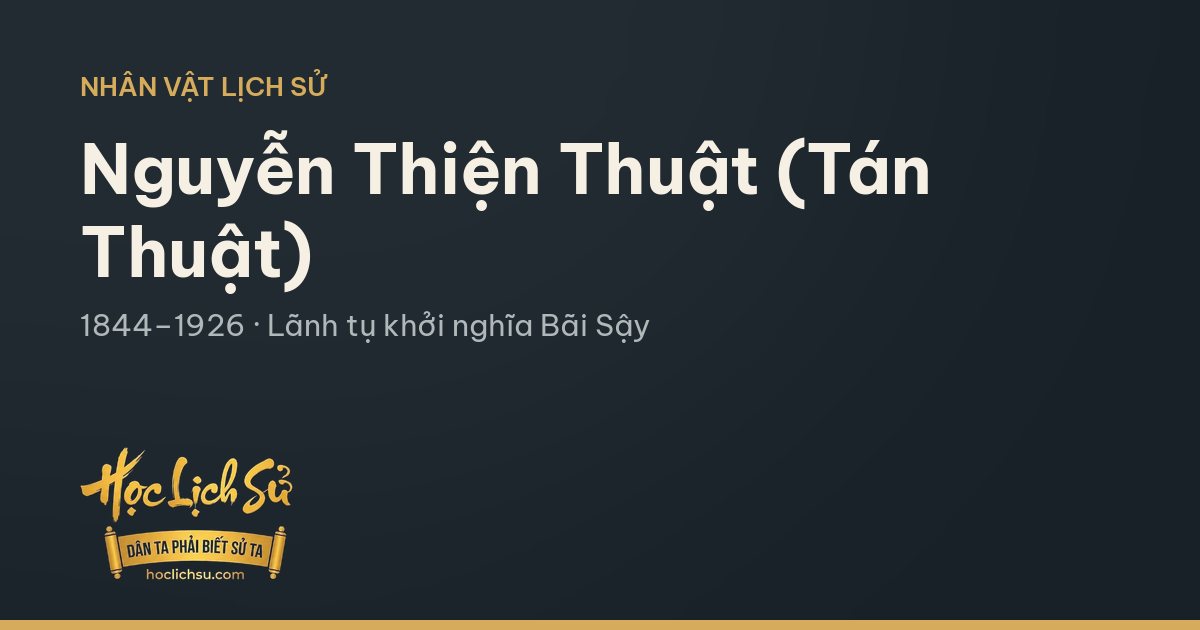 NHÂN VẬT LỊCH SỬ
Nguyễn Thiện Thuật (Tán
Thuật)
1844–1926 · Lãnh tụ khởi nghĩa Bãi Sậy
Học Lịch Sử
DÂN TA PHẢI BIẾT SỬ TA
hoclichsu.com